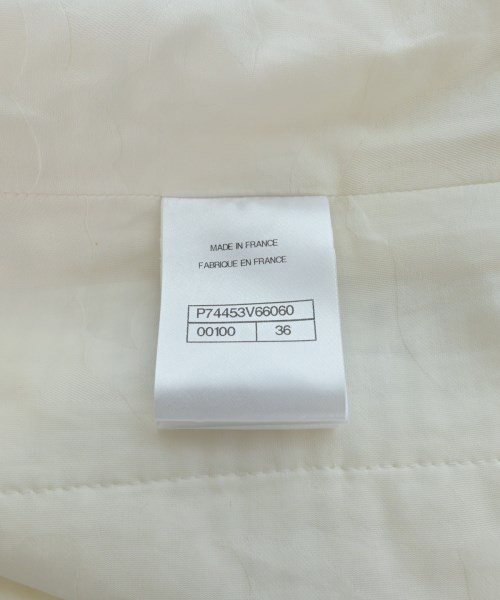 MADE IN FRANCE
FABRIQUE EN FRANCE
P74453V66060
00100 36